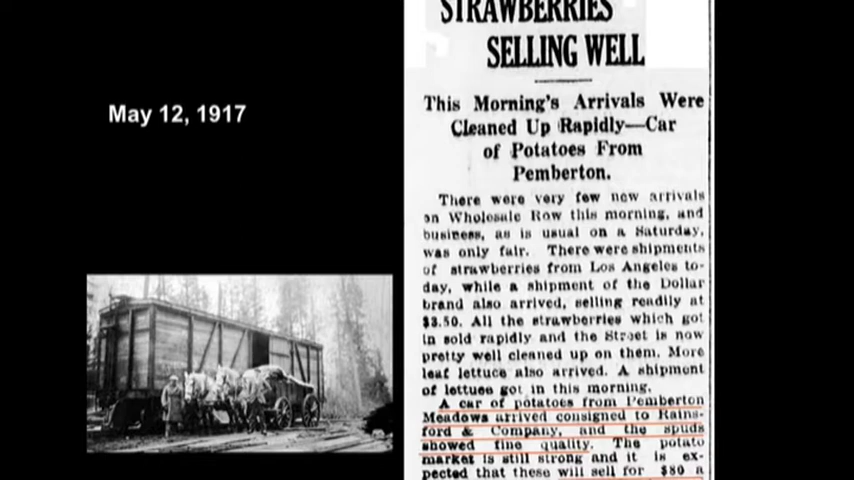 STRAWBERRIES
SELLING WELL
May 12, 1917
This Morning's Arrivals Were
Cleaned Up Rapidly—Car
of Potatoes From
Pemberton.
There were very few new arrivals
on Wholesale Row this morning, and
business, as is usual on a Saturday,
was only fair. There were shipments
of strawberries from Los Angeles to-
day, while a shipment of the Dollar
brand also arrived, selling readily at
$3.50. All the strawberries which got
in sold rapidly and the Street is now
pretty well cleaned up on them. More
leaf lettuce also arrived. A shipment
of lettuce got in this morning.
A car of potatoes from Pemberton
Meadows arrived consigned to Rains-
ford & Company, and the spuds
showed fine quality. The potato
market is still strong and it is ex-
pected that these will sell for $80 a